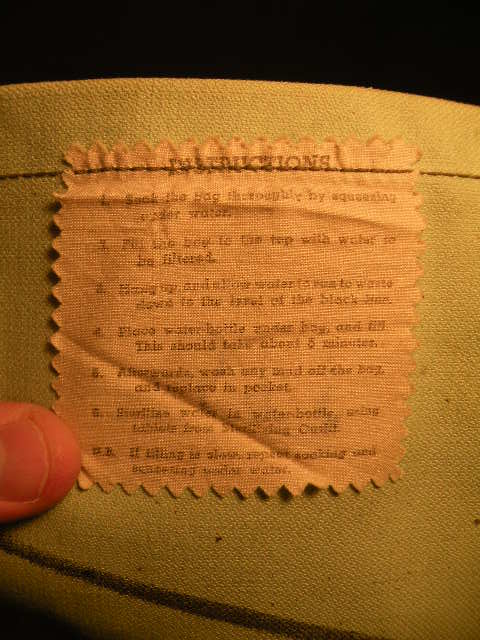 INSTRUCTIONS
1. Soak the Bag thoroughly by squeezing
under water.
2. Fill the bag to the top with water to
be filtered.
3. Hang up and allow water to run to waste
down to the level of the black line.
4. Place water bottle under bag, and fill.
This should take about 5 minutes.
5. Afterwards, wash any mud off the bag,
and replace in pocket.
6. Sterilize water in water bottle, using
tablets from Sterilizing Outfit
N.B. If filling is slow, repeat soaking and
squeezing under water.